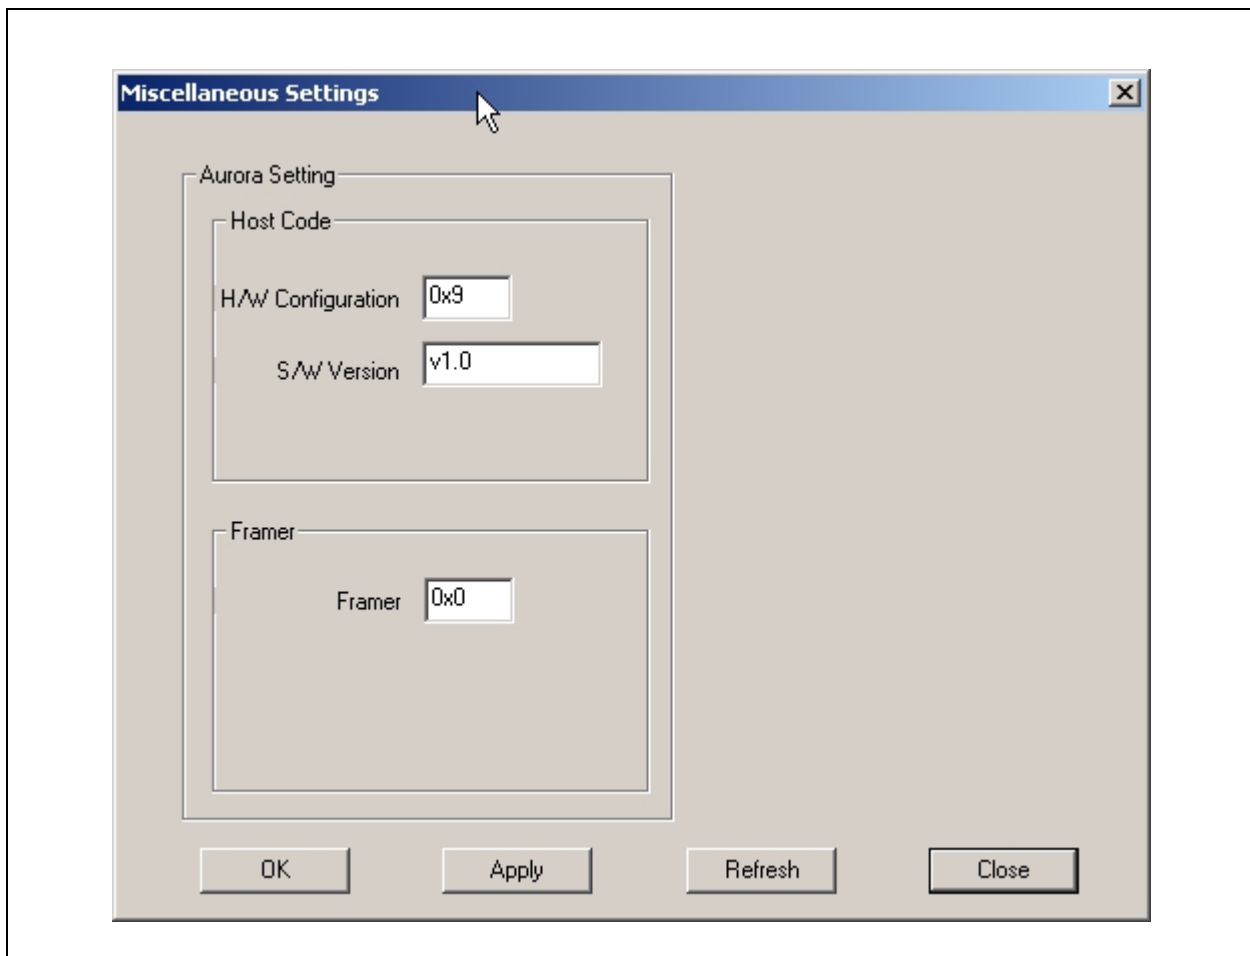 Miscellaneous Settings
Aurora Setting
Host Code
H/W Configuration 0x9
S/W Version v1.0
Framer
Framer 0x0
OK Apply Refresh Close